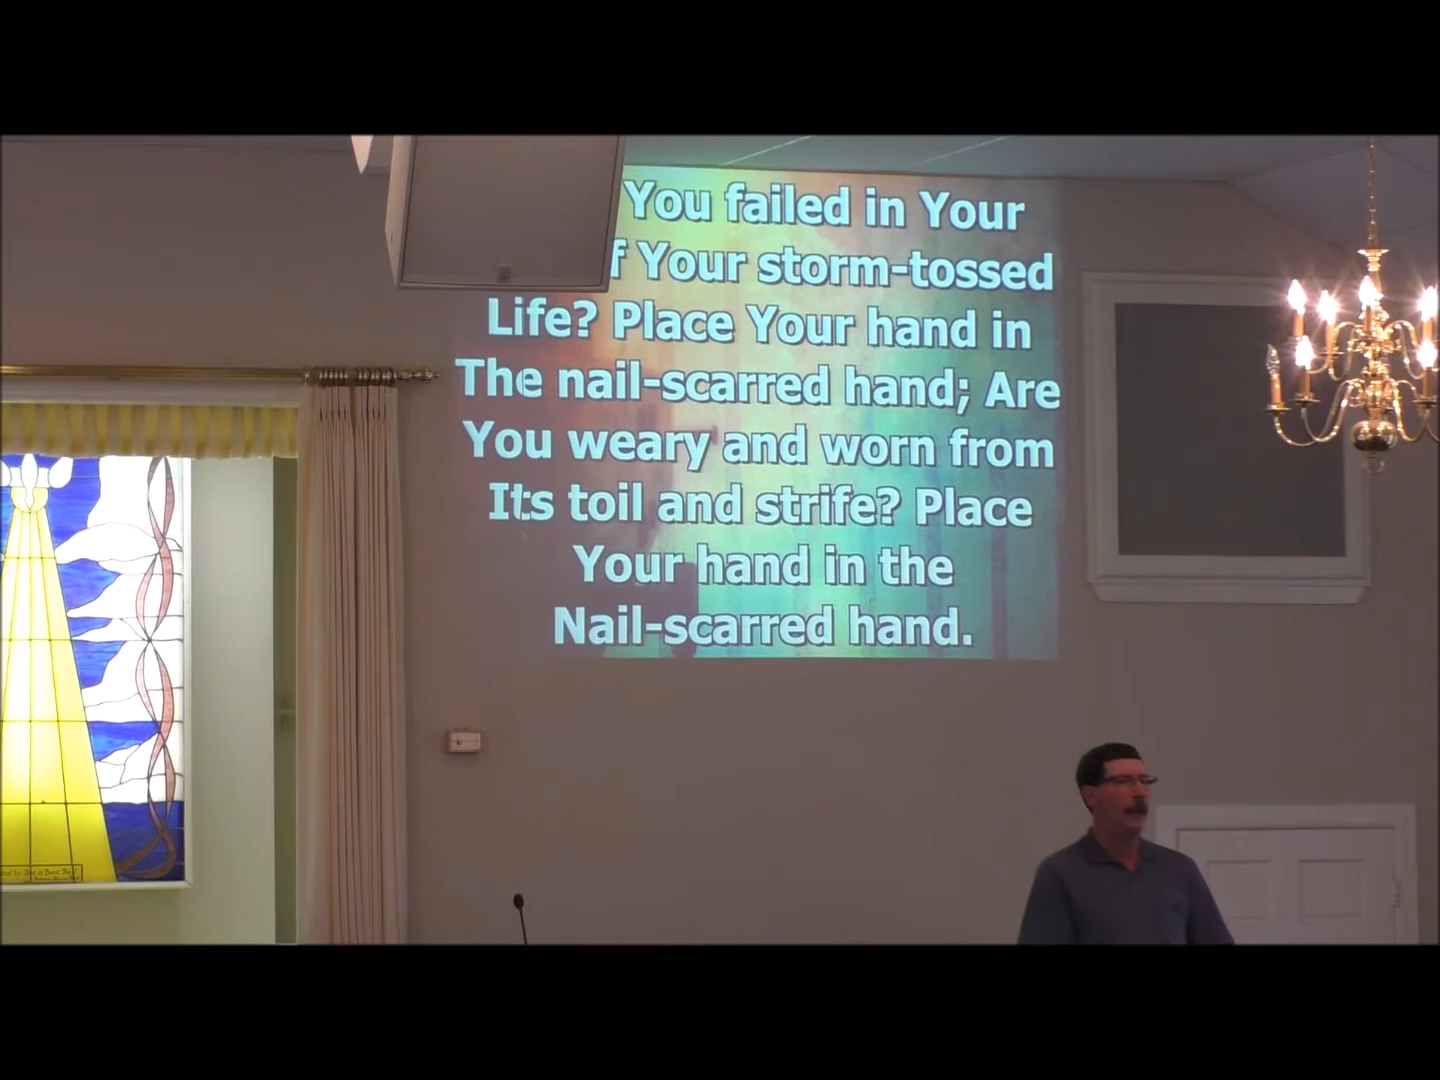 You failed in Your
f Your storm-tossed
Life? Place Your hand in
The nail-scarred hand; Are
You weary and worn from
Its toil and strife? Place
Your hand in the
Nail-scarred hand.